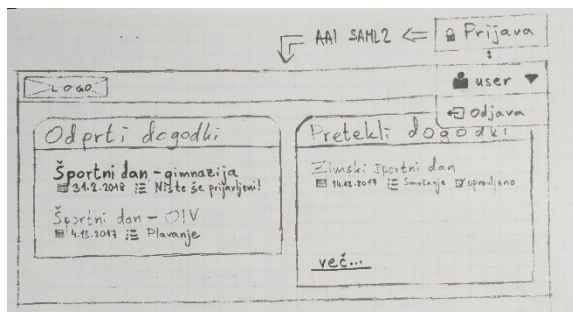 AAI SAML2 Prijava
LOGO
user
Odjava
Odprti dogodki
Športni dan - gimnazija
31.2.2018 Niste še prijavljeni!
Športni dan - OIV
4.13.2017 Plavanje
Pretekli dogodki
Zimski športni dan
14.12.2017 Smučanje opravljeno
več...